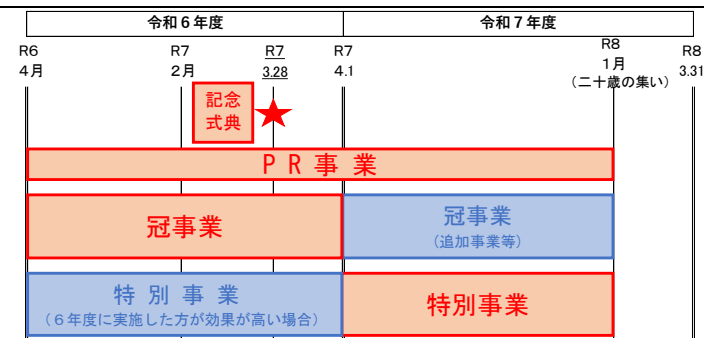 令和６年度
令和７年度
R6
4月
R7
2月
R7
3.28
R7
4.1
R8
1月
(二十歳の集い)
R8
3.31
記念
式典
ＰＲ事業
冠事業
冠事業
(追加事業等)
特別事業
(６年度に実施した方が効果が高い場合)
特別事業